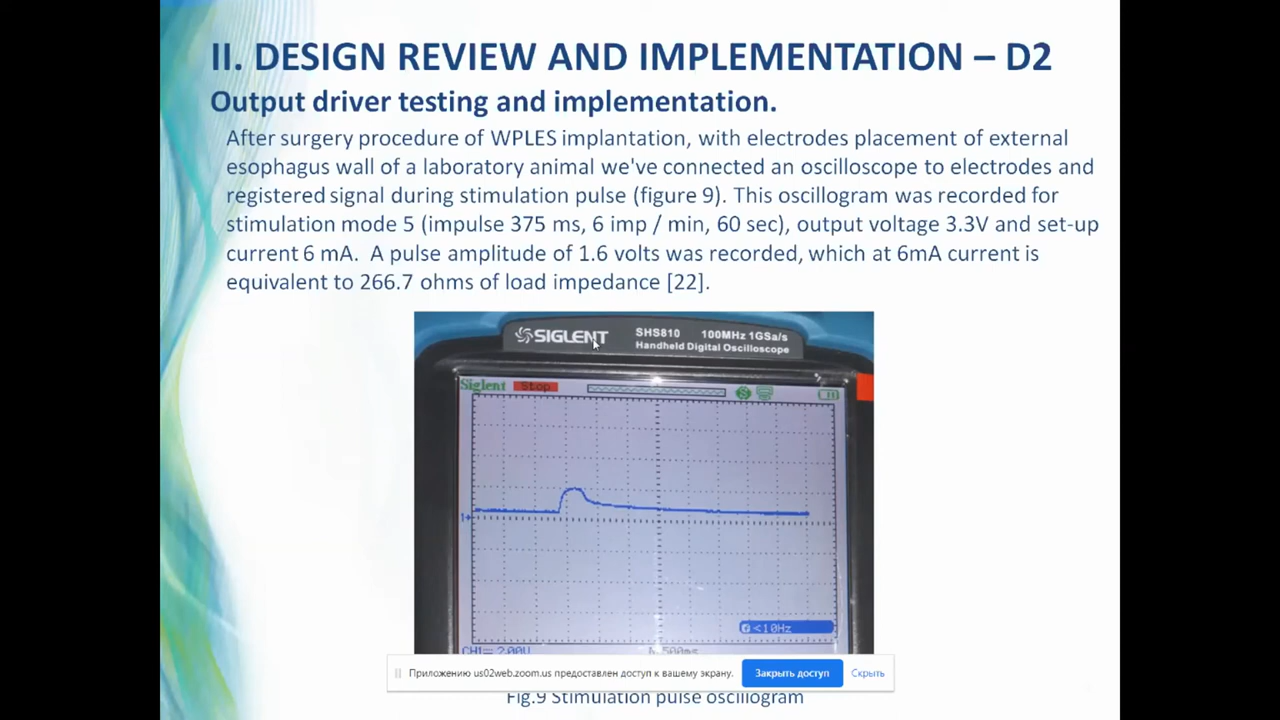 II. DESIGN REVIEW AND IMPLEMENTATION – D2
Output driver testing and implementation.
After surgery procedure of WPLES implantation, with electrodes placement of external
esophagus wall of a laboratory animal we've connected an oscilloscope to electrodes and
registered signal during stimulation pulse (figure 9). This oscillogram was recorded for
stimulation mode 5 (impulse 375 ms, 6 imp / min, 60 sec), output voltage 3.3V and set-up
current 6 mA.  A pulse amplitude of 1.6 volts was recorded, which at 6mA current is
equivalent to 266.7 ohms of load impedance [22].
SIGLENT SHS810 100MHz 1GSa/s
Handheld Digital Oscilloscope
Siglent Stop
1
<10Hz
CH1 2.00V M 500ms
Приложению us02web.zoom.us предоставлен доступ к вашему экрану. Закрыть доступ Скрыть
Fig.9 Stimulation pulse oscillogram